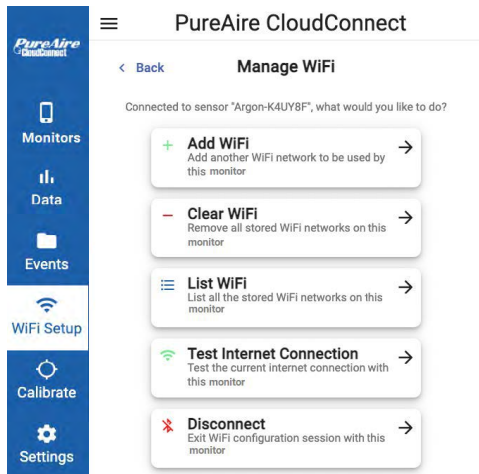 PureAire
CloudConnect
Monitors
Data
Events
WiFi Setup
Calibrate
Settings
PureAire CloudConnect
< Back
Manage WiFi
Connected to sensor "Argon-K4UY8F", what would you like to do?
Add WiFi
Add another WiFi network to be used by
this monitor
Clear WiFi
Remove all stored WiFi networks on this
monitor
List WiFi
List all the stored WiFi networks on this
monitor
Test Internet Connection
Test the current internet connection with
this monitor
Disconnect
Exit WiFi configuration session with this
monitor